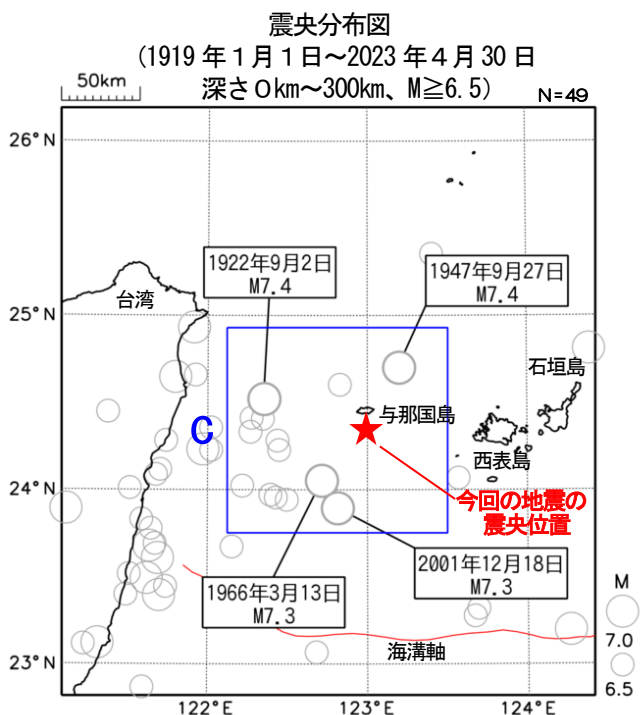 震央分布図
(1919年1月1日~2023年4月30日
深さ0km~300km、M≧6.5)
50km
N=49
26°N
1922年9月2日
M7.4
1947年9月27日
M7.4
台湾
25°N
石垣島
与那国島
C
西表島
24°N
今回の地震の
震央位置
2001年12月18日
M7.3
1966年3月13日
M7.3
M
7.0
海溝軸
23°N
6.5
122°E
123°E
124°E